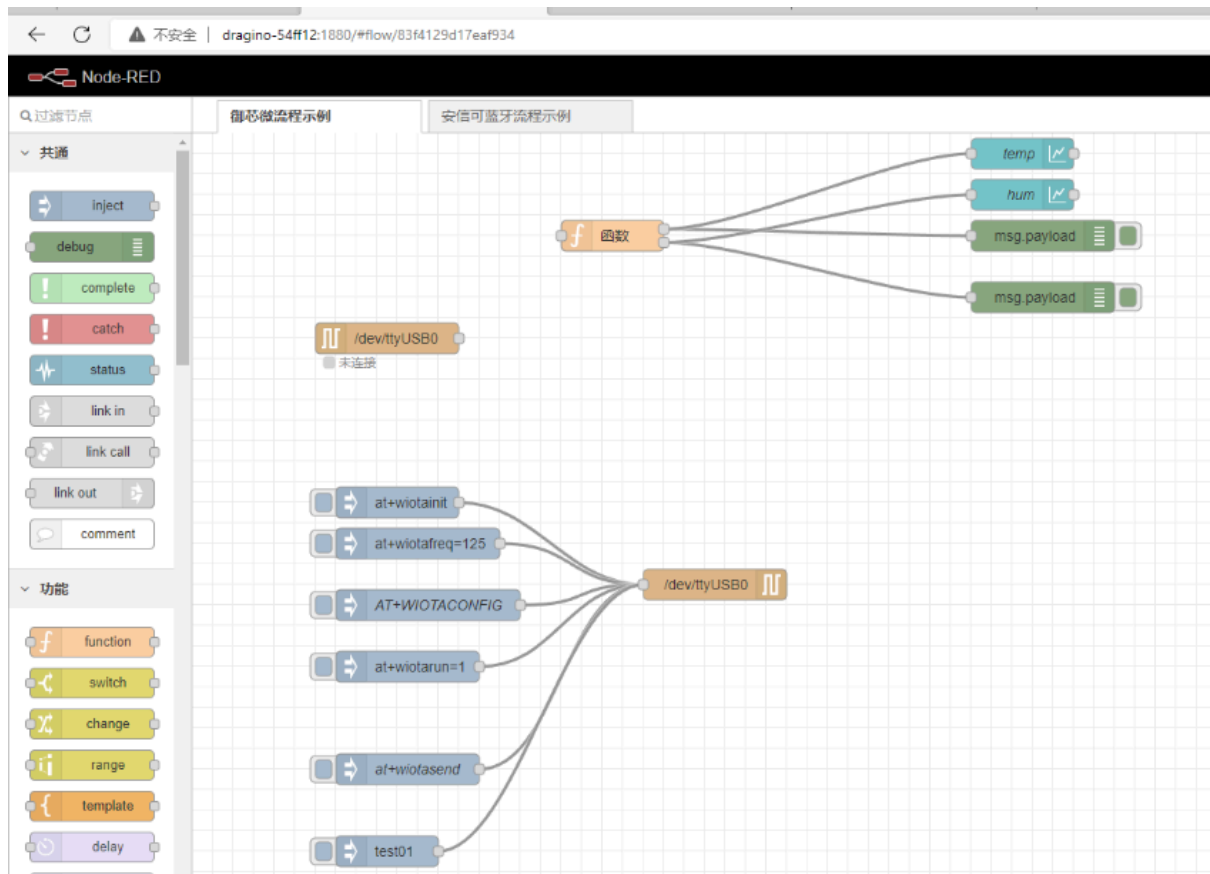 不安全 | dragino-54ff12:1880/#flow/83f4129d17eaf934
Node-RED
过滤节点
御芯微流程示例
安信可蓝牙流程示例
共通
inject
debug
complete
catch
status
link in
link call
link out
comment
功能
function
switch
change
range
template
delay
temp
hum
函数
msg.payload
msg.payload
/dev/ttyUSB0
未连接
at+wiotainit
at+wiotafreq=125
AT+WIOTACONFIG
at+wiotarun=1
/dev/ttyUSB0
at+wiotasend
test01